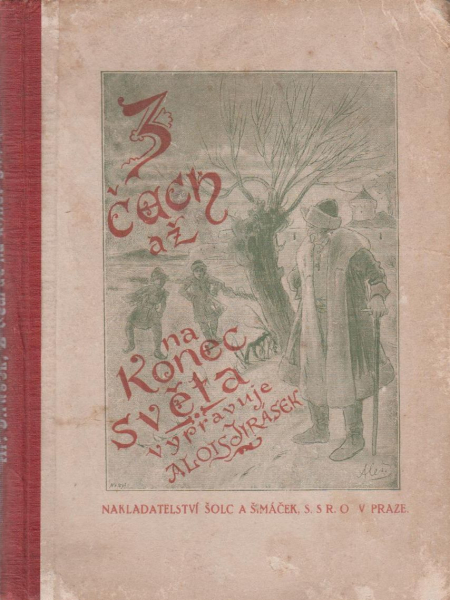 Z
čech
až
na
Konec
Světa
vypravuje
ALOIS JIRÁSEK
NAKLADATELSTVÍ ŠOLC A ŠIMÁČEK, S. S R. O V PRAZE.